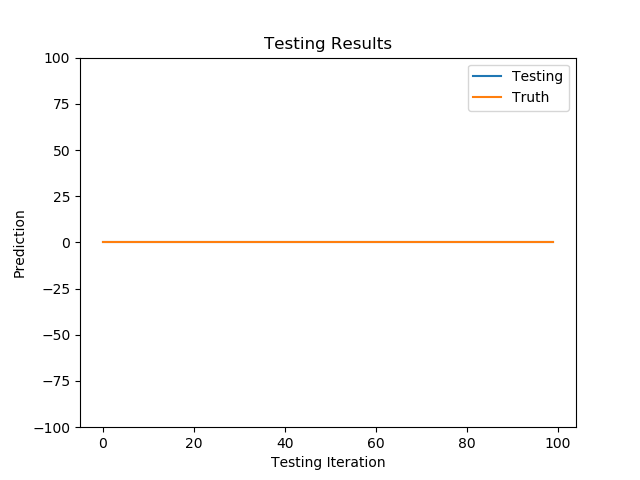 Testing Results
100
75
50
25
0
−25
−50
−75
−100
Prediction
Testing
Truth
0 20 40 60 80 100
Testing Iteration